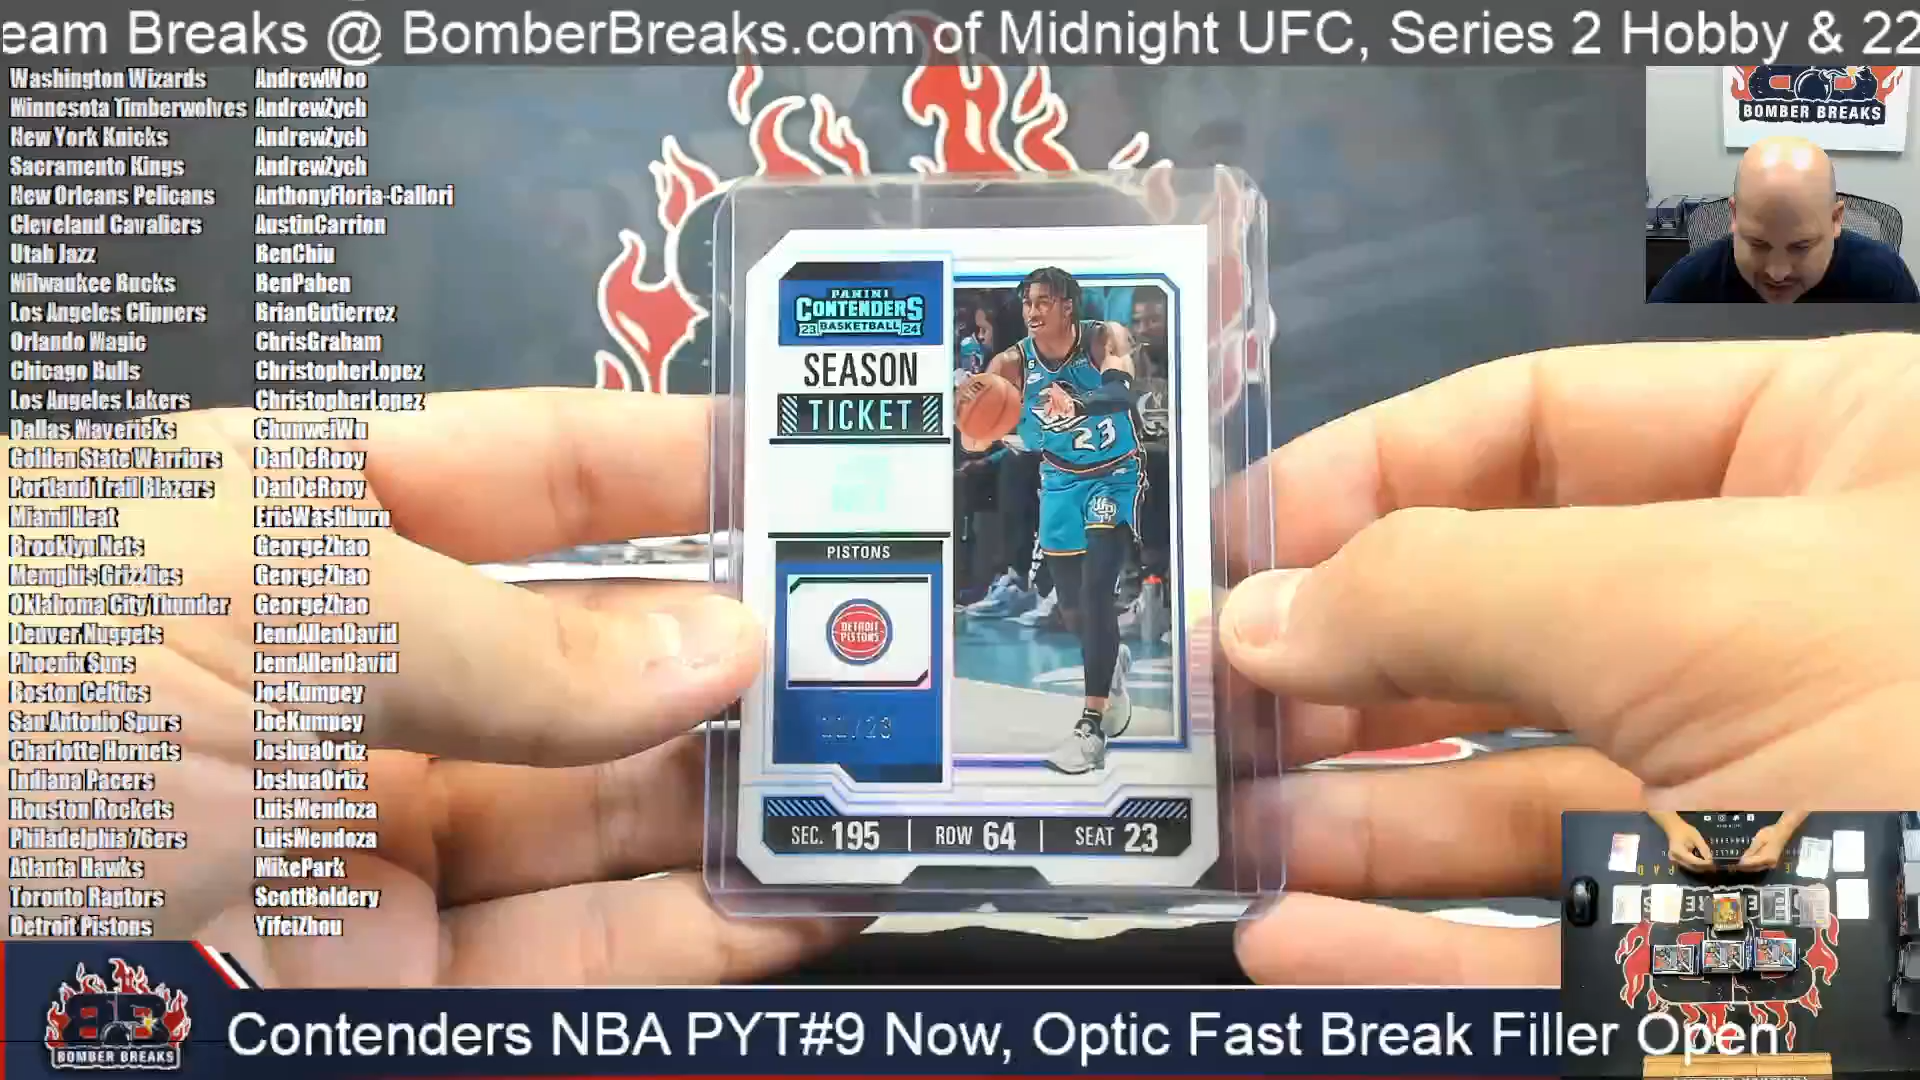 eam Breaks @ BomberBreaks.com of Midnight UFC, Series 2 Hobby & 22
Washington Wizards AndrewWoo
Minnesota Timberwolves AndrewZych
New York Knicks AndrewZych
Sacramento Kings AndrewZych
New Orleans Pelicans AnthonyFloria-Callori
Cleveland Cavaliers AustinCarrion
Utah Jazz BenChiu
Milwaukee Bucks BenPaben
Los Angeles Clippers BrianGutierrez
Orlando Magic ChrisGraham
Chicago Bulls ChristopherLopez
Los Angeles Lakers ChristopherLopez
Dallas Mavericks ChunweiWu
Golden State Warriors DanDeRooy
Portland Trail Blazers DanDeRooy
Miami Heat EricWashburn
Brooklyn Nets GeorgeZhao
Memphis Grizzlies GeorgeZhao
Oklahoma City Thunder GeorgeZhao
Denver Nuggets JennAllenDavid
Phoenix Suns JennAllenDavid
Boston Celtics JoeKumpey
San Antonio Spurs JoeKumpey
Charlotte Hornets JoshuaOrtiz
Indiana Pacers JoshuaOrtiz
Houston Rockets LuisMendoza
Philadelphia 76ers LuisMendoza
Atlanta Hawks MikePark
Toronto Raptors ScottBoldery
Detroit Pistons YifeiZhou
PANINI
CONTENDERS
23 BASKETBALL 24
SEASON
TICKET
PISTONS
DETROIT
PISTONS
6
23
SEC. 195 | ROW 64 | SEAT 23
BOMBER BREAKS
BB
BOMBER BREAKS
Contenders NBA PYT#9 Now, Optic Fast Break Filler Open